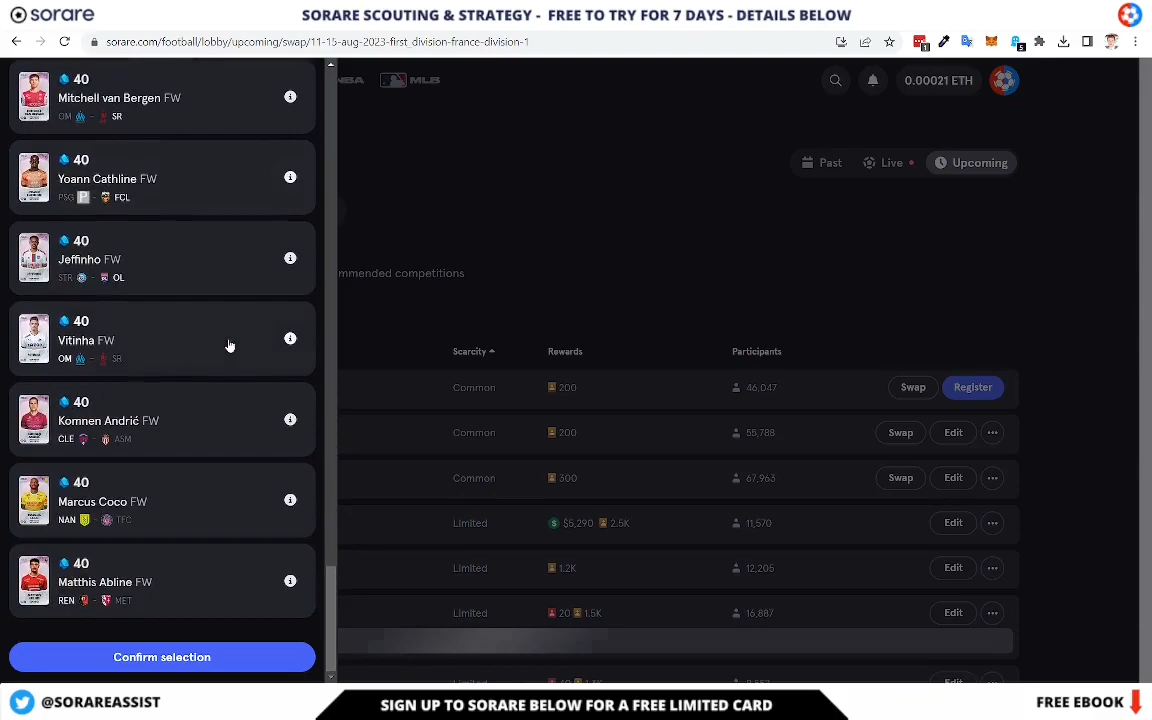 sorare
SORARE SCOUTING & STRATEGY - FREE TO TRY FOR 7 DAYS - DETAILS BELOW
sorare.com/football/lobby/upcoming/swap/11-15-aug-2023-first_division-france-division-1
1
5
NBA
MLB
0.00021 ETH
Past
Live
Upcoming
40
Mitchell van Bergen FW
OM - SR
40
Yoann Cathline FW
PSG - FCL
40
Jeffinho FW
STR - OL
40
Vitinha FW
OM - SR
40
Komnen Andrić FW
CLE - ASM
40
Marcus Coco FW
NAN - TFC
40
Matthis Abline FW
REN - MET
Confirm selection
mmended competitions
Scarcity Rewards Participants
Common 200 46,047 Swap Register
Common 200 55,788 Swap Edit
Common 300 67,963 Swap Edit
Limited $5,290 2.5K 11,570 Edit
Limited 1.2K 12,205 Edit
Limited 20 1.5K 16,887 Edit
@SORAREASSIST
SIGN UP TO SORARE BELOW FOR A FREE LIMITED CARD
FREE EBOOK